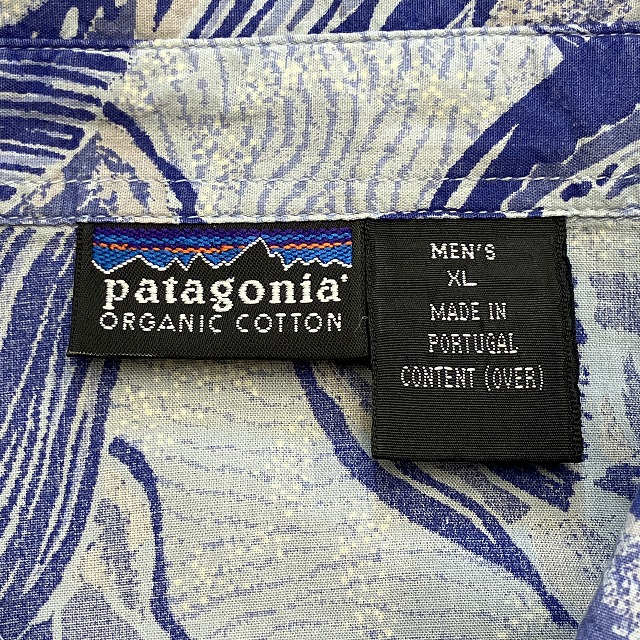 patagonia®
ORGANIC COTTON
MEN'S
XL
MADE IN
PORTUGAL
CONTENT (OVER)